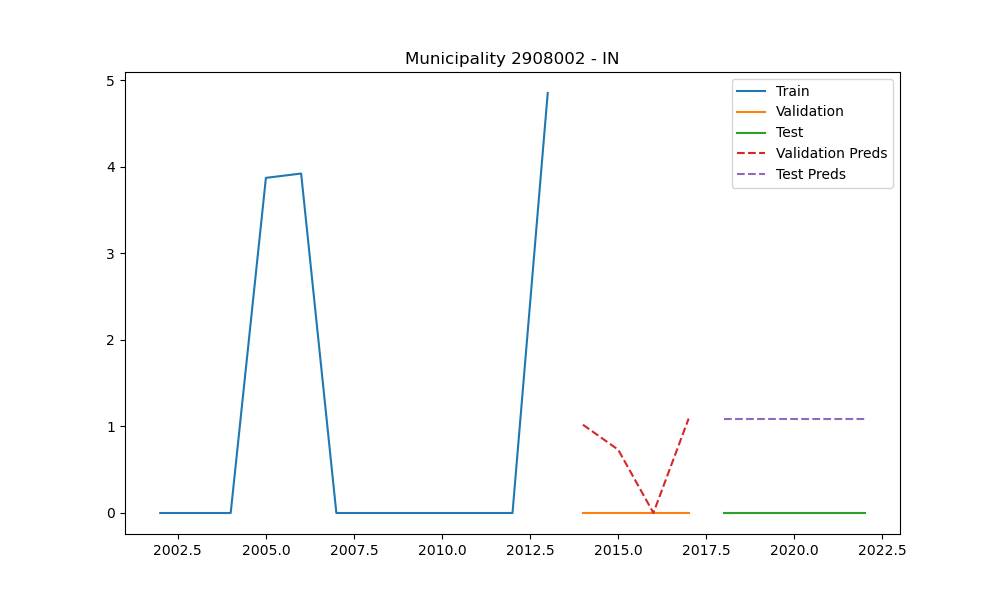 Municipality 2908002 - IN
5
4
3
2
1
0
Train
Validation
Test
Validation Preds
Test Preds
2002.5 2005.0 2007.5 2010.0 2012.5 2015.0 2017.5 2020.0 2022.5